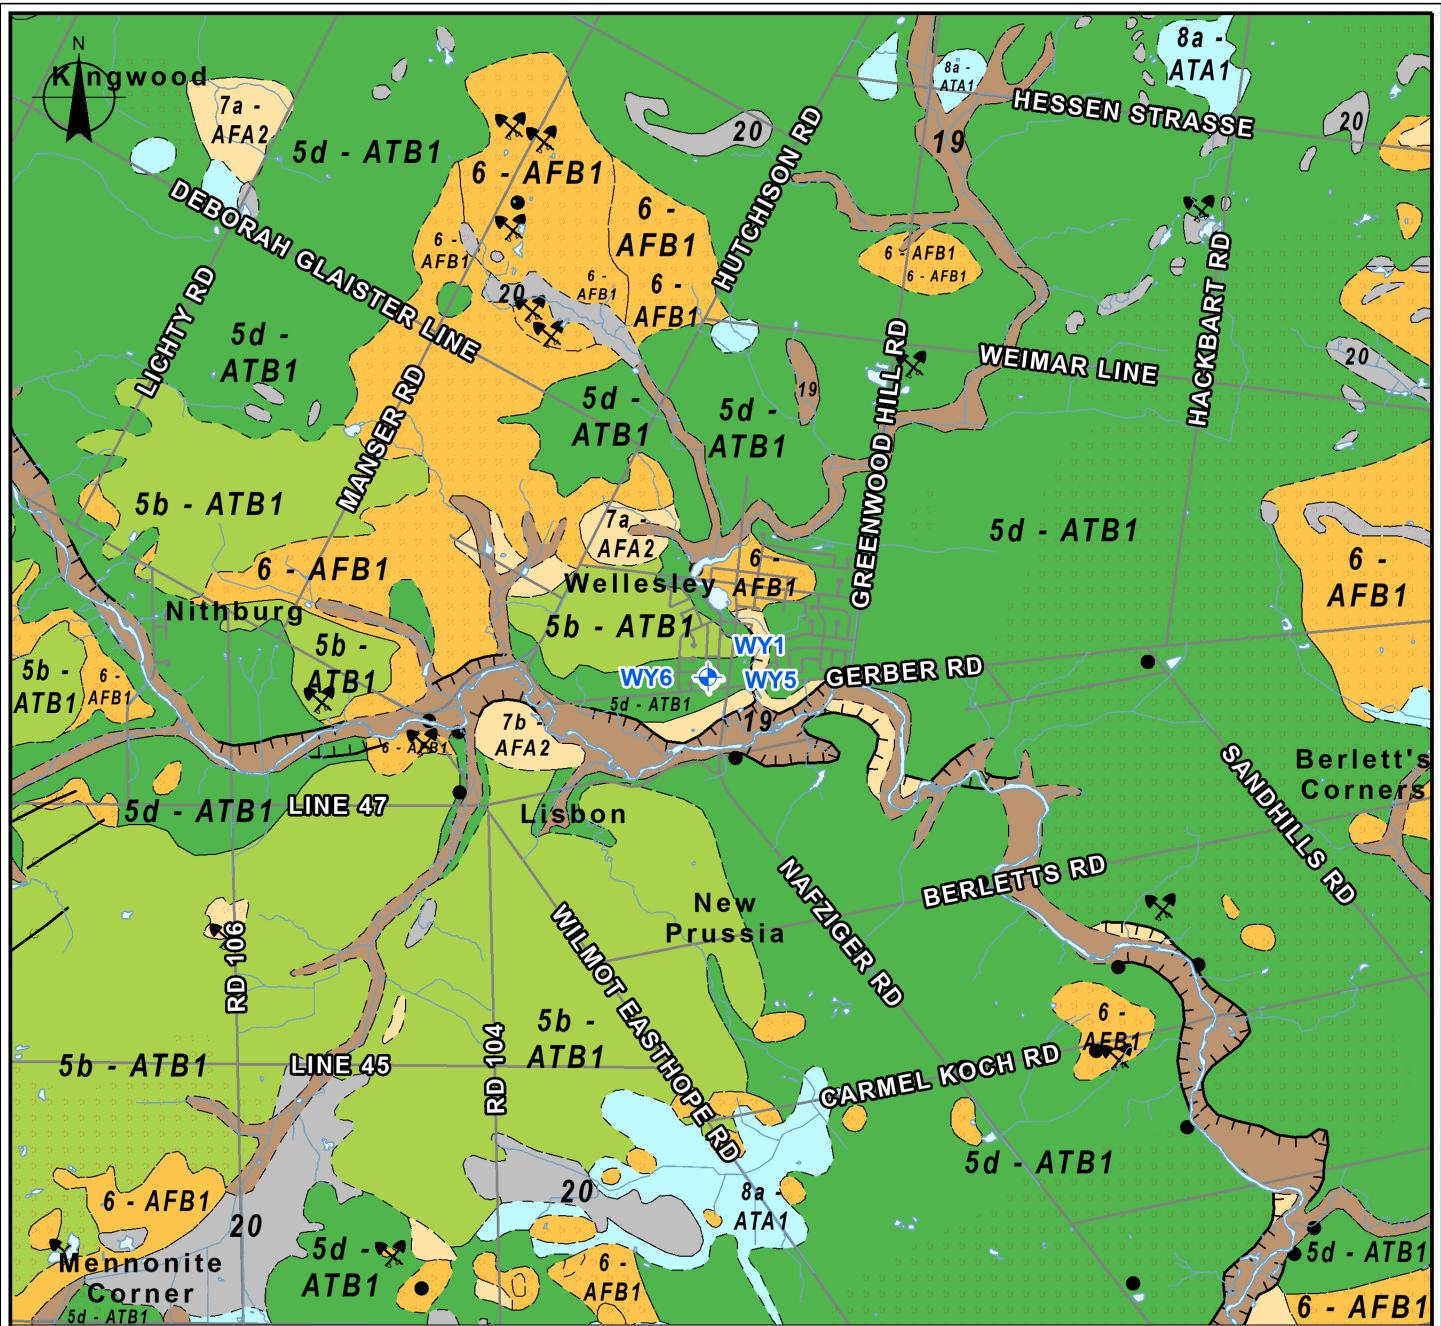 N
Kingwood
7a -
AFA2
5d - ATB1
6 - AFB1
20
HUTCHISON RD
8a -
ATA1
8a -
ATA1
HESSEN STRASSE
19
20
DEBORAH GLAISTER LINE
6 -
AFB1
6 -
AFB1
6 - AFB1
6 - AFB1
HACKBART RD
LICHTY RD
20
6 -
AFB1
6 -
AFB1
5d -
ATB1
MANSER RD
GREENWOOD HILL RD
WEIMAR LINE
20
19
5d -
ATB1
5d -
ATB1
5b - ATB1
7a -
AFA2
5d - ATB1
6 - AFB1
Wellesley
6 -
AFB1
6 -
AFB1
Nithburg
5b - ATB1
5b -
ATB1
WY1
WY6
WY5
GERBER RD
5b -
ATB1
6 -
AFB1
5d - ATB1
7b -
AFA2
19
6 - AFB1
SANDHILLS RD
Berlett's
Corners
5d - ATB1
LINE 47
Lisbon
NAFZIGER RD
BERLETTS RD
New
Prussia
WILMOT EASTHOPE RD
RD 106
5b -
ATB1
RD 104
6 -
AFB1
5b - ATB1
LINE 45
CARMEL KOCH RD
5d - ATB1
6 - AFB1
20
8a -
ATA1
20
5d -
ATB1
Mennonite
Corner
5d - ATB1
6 -
AFB1
5d - ATB1
6 - AFB1